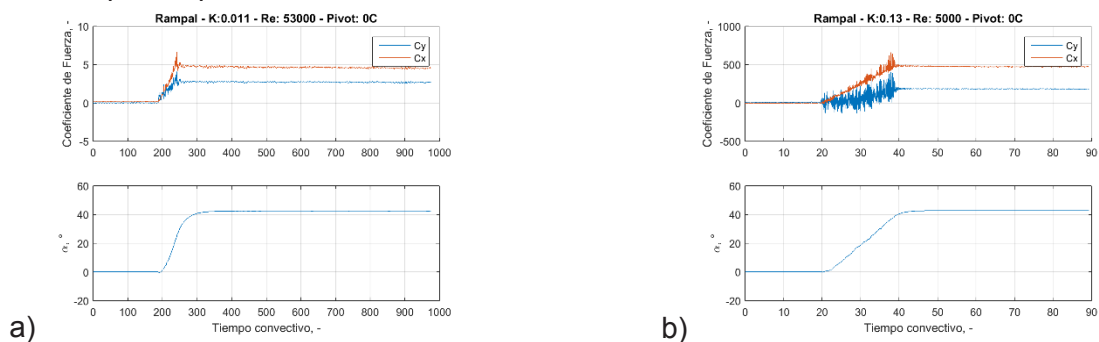 Rampal - K:0.011 - Re: 53000 - Pivot: 0C
Coeficiente de Fuerza, -
10
5
0
-5
0 100 200 300 400 500 600 700 800 900 1000
Cy
Cx
α, °
60
40
20
0
-20
0 100 200 300 400 500 600 700 800 900 1000
Tiempo convectivo, -
a)
Rampal - K:0.13 - Re: 5000 - Pivot: 0C
Coeficiente de Fuerza, -
1000
500
0
-500
0 10 20 30 40 50 60 70 80 90
Cy
Cx
α, °
60
40
20
0
-20
0 10 20 30 40 50 60 70 80 90
Tiempo convectivo, -
b)